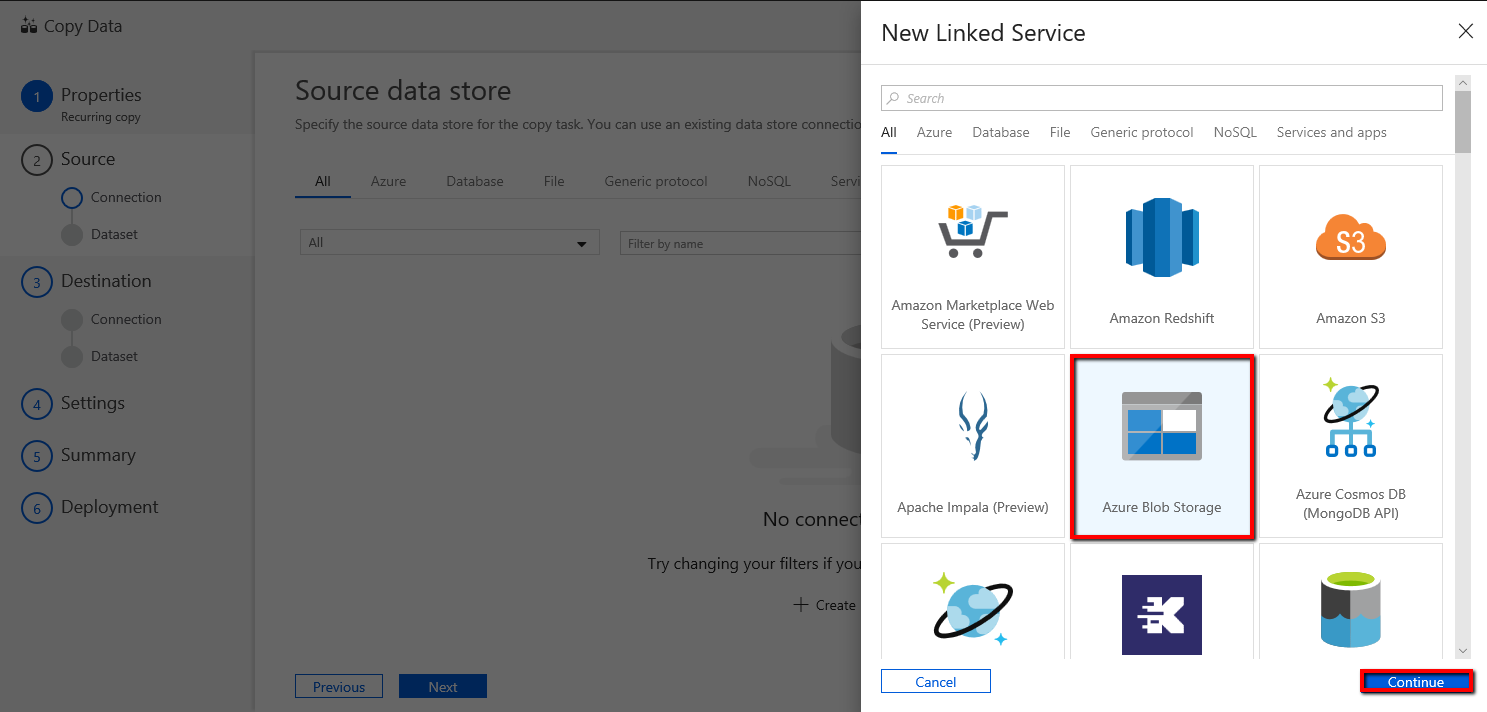 Copy Data
1
Properties
Recurring copy
2
Source
Connection
Dataset
3
Destination
Connection
Dataset
4
Settings
5
Summary
6
Deployment
Source data store
Specify the source data store for the copy task. You can use an existing data store connectio
All Azure Database File Generic protocol NoSQL Servi
All
Filter by name
No connect
Try changing your filters if you
Create
Previous
Next
New Linked Service
Search
All Azure Database File Generic protocol NoSQL Services and apps
Amazon Marketplace Web
Service (Preview)
Amazon Redshift
S3
Amazon S3
Apache Impala (Preview)
Azure Blob Storage
Azure Cosmos DB
(MongoDB API)
K
Cancel
Continue